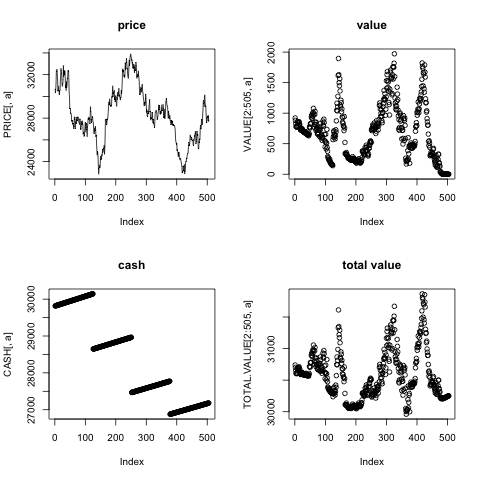 price
PRICE[, a]
24000 28000 32000
0 100 200 300 400 500
Index
value
VALUE[2:505, a]
0 500 1000 1500 2000
0 100 200 300 400 500
Index
cash
CASH[, a]
27000 28000 29000 30000
0 100 200 300 400 500
Index
total value
TOTAL.VALUE[2:505, a]
30000 31000
0 100 200 300 400 500
Index